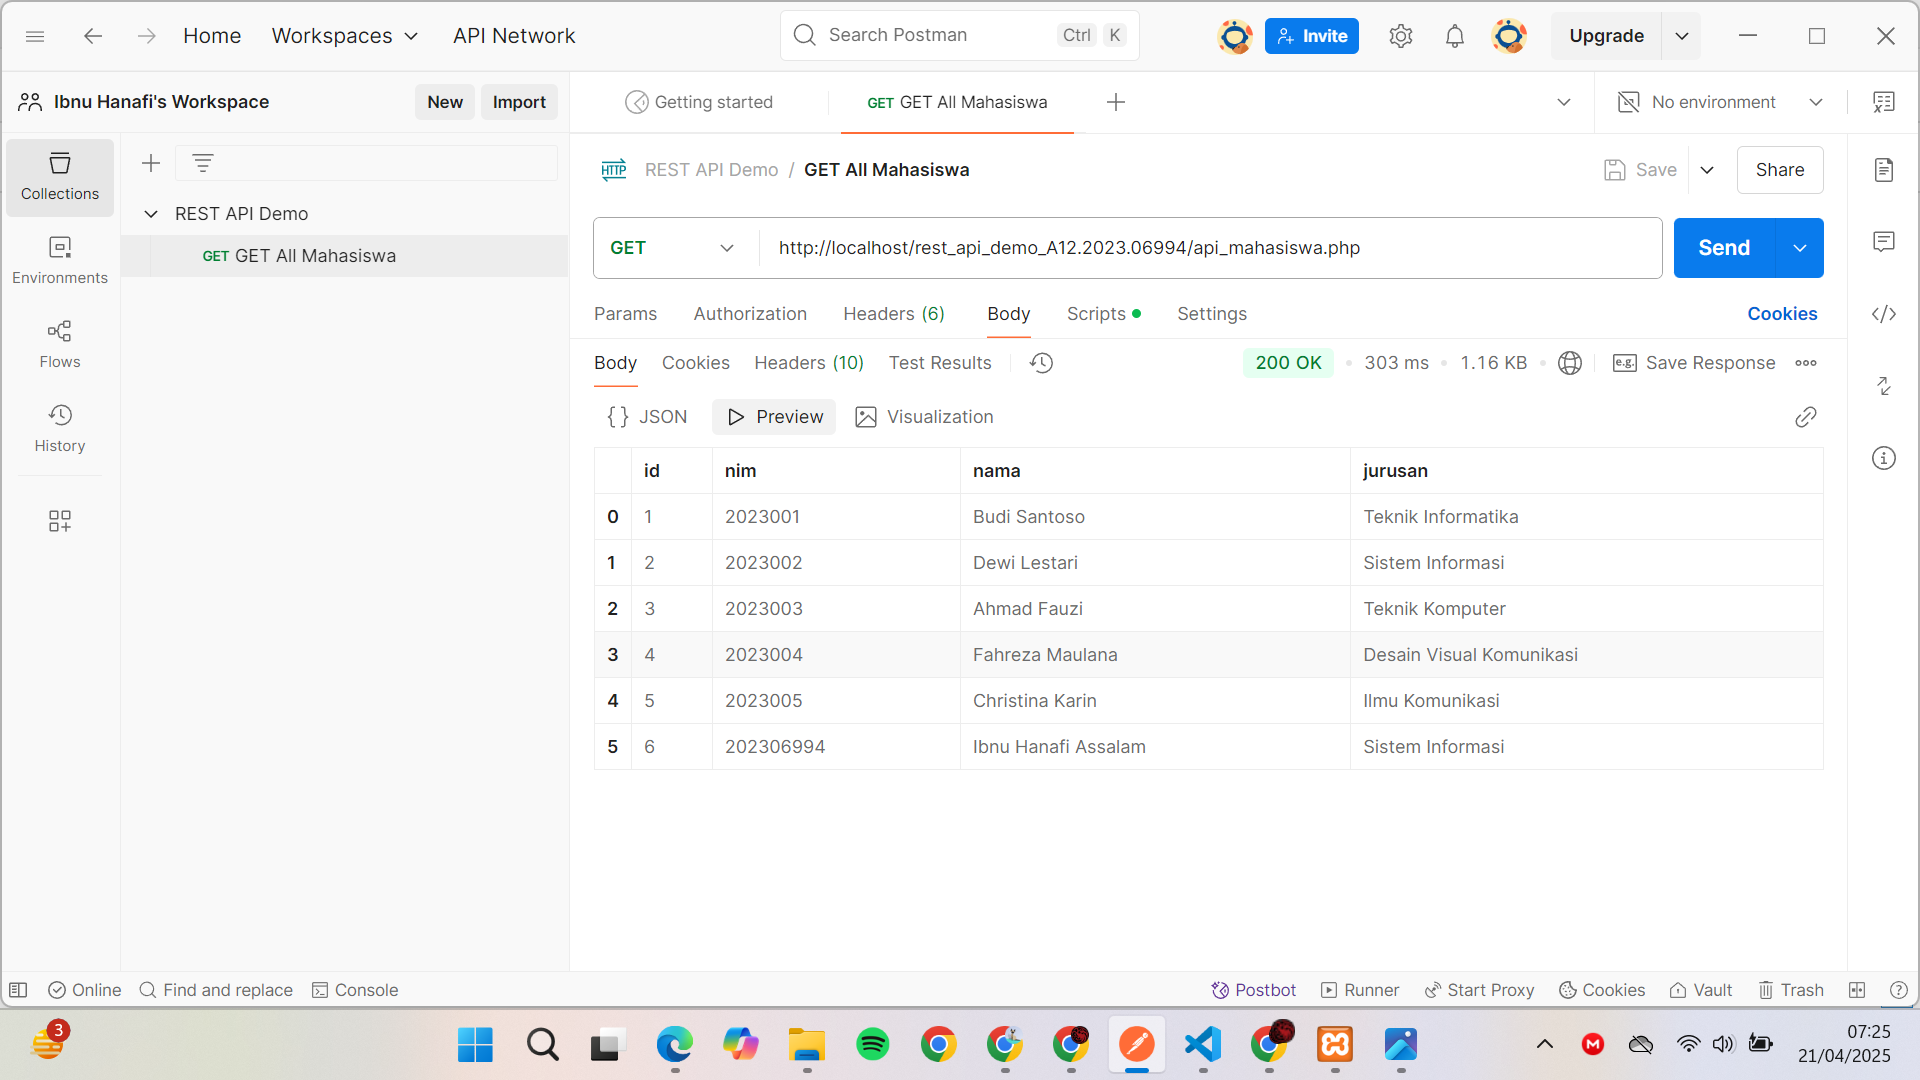 Home Workspaces API Network Search Postman Ctrl K Invite Upgrade
Ibnu Hanafi's Workspace New Import Getting started GET GET All Mahasiswa No environment
Collections
Environments
Flows
History
REST API Demo
GET GET All Mahasiswa
HTTP REST API Demo / GET All Mahasiswa Save Share
GET http://localhost/rest_api_demo_A12.2023.06994/api_mahasiswa.php Send
Params Authorization Headers (6) Body Scripts Settings Cookies
Body Cookies Headers (10) Test Results 200 OK 303 ms 1.16 KB e.g. Save Response
{} JSON Preview Visualization
id nim nama jurusan
0 1 2023001 Budi Santoso Teknik Informatika
1 2 2023002 Dewi Lestari Sistem Informasi
2 3 2023003 Ahmad Fauzi Teknik Komputer
3 4 2023004 Fahreza Maulana Desain Visual Komunikasi
4 5 2023005 Christina Karin Ilmu Komunikasi
5 6 202306994 Ibnu Hanafi Assalam Sistem Informasi
Online Find and replace Console Postbot Runner Start Proxy Cookies Vault Trash
3 M 07:25
21/04/2025